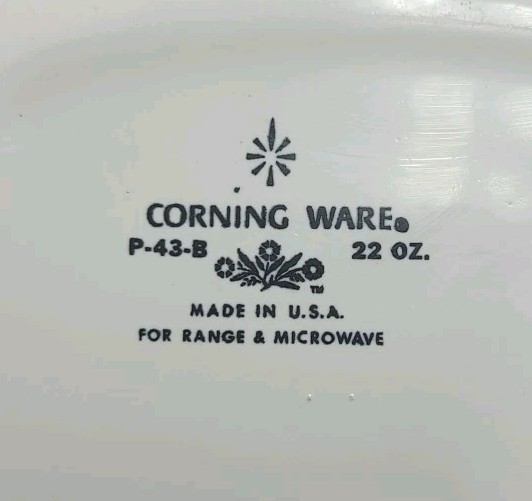 CORNING WARE®
P-43-B 22 OZ.
TM
MADE IN U.S.A.
FOR RANGE & MICROWAVE